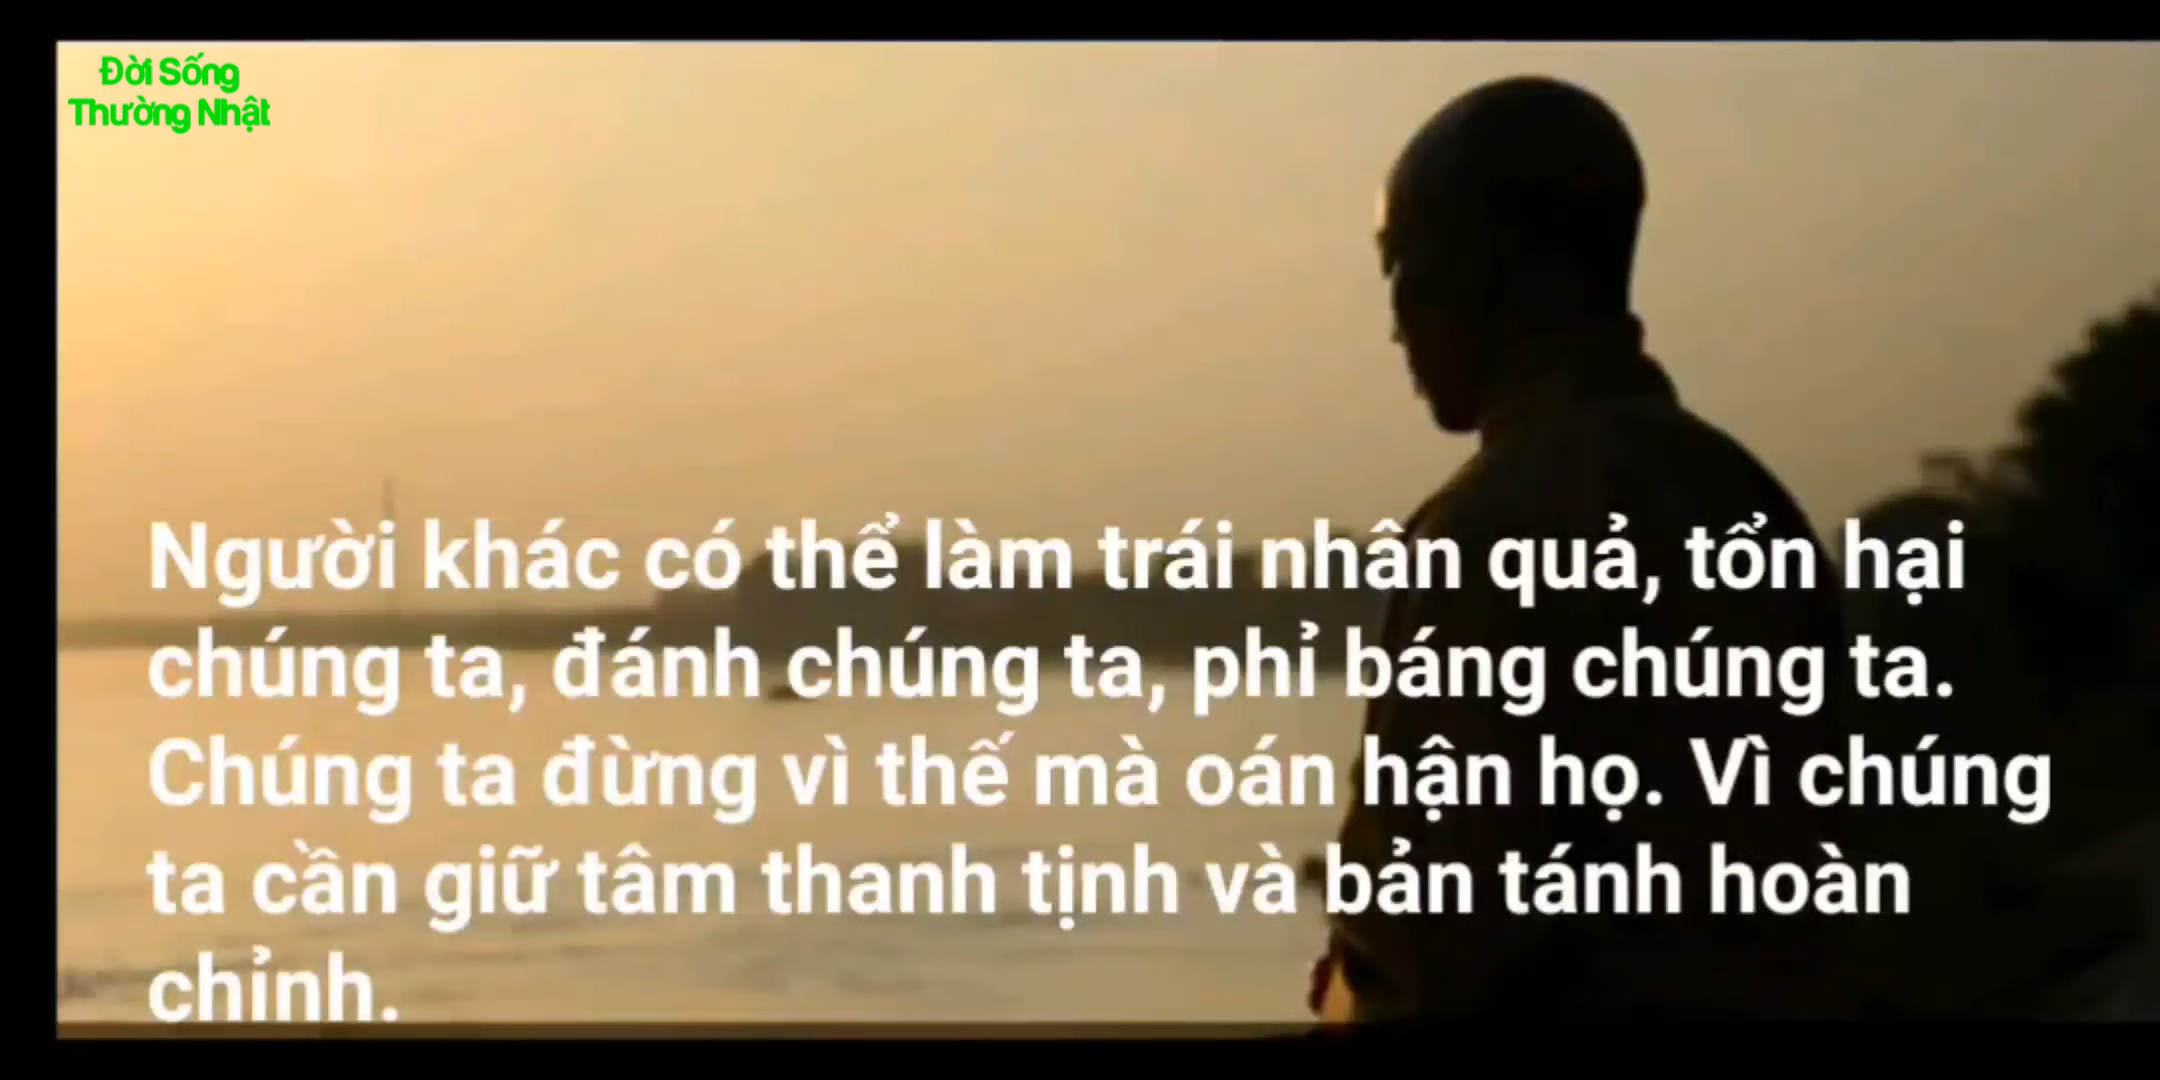 Đời Sống
Thường Nhật
Người khác có thể làm trái nhân quả, tổn hại
chúng ta, đánh chúng ta, phỉ báng chúng ta.
Chúng ta đừng vì thế mà oán hận họ. Vì chúng
ta cần giữ tâm thanh tịnh và bản tánh hoàn
chỉnh.